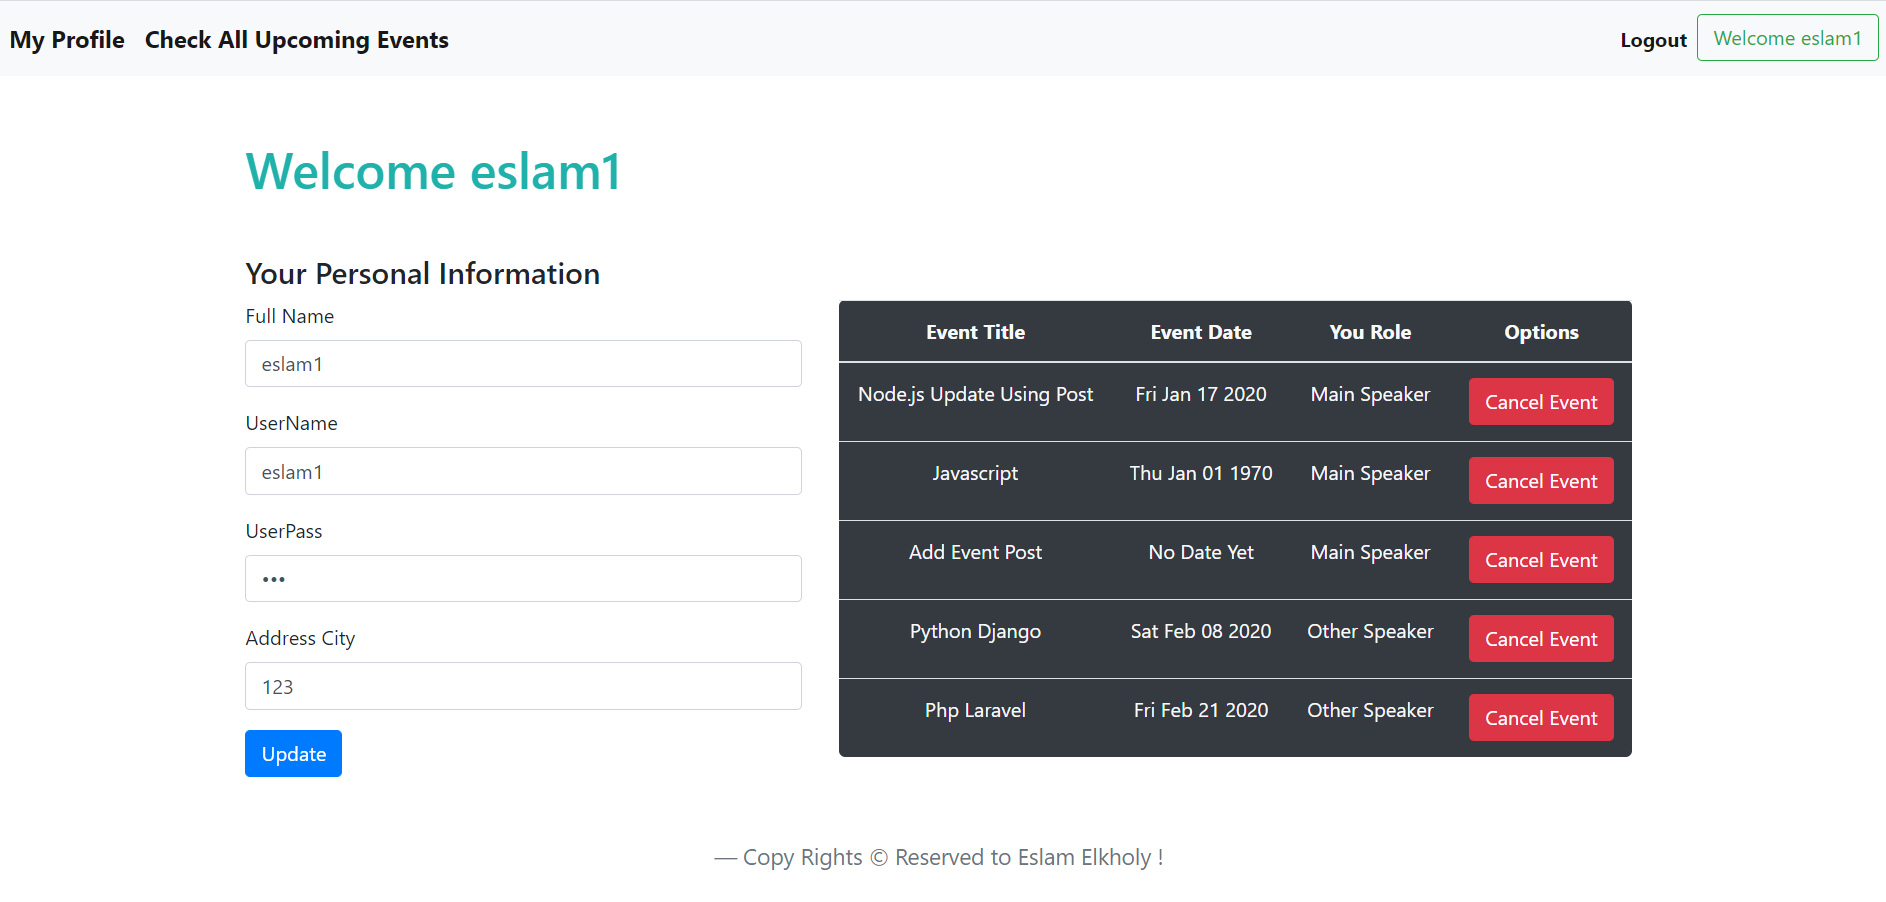 My Profile Check All Upcoming Events Logout Welcome eslam1
Welcome eslam1
Your Personal Information
Full Name
eslam1
UserName
eslam1
UserPass
•••
Address City
123
Update
Event Title Event Date You Role Options
Node.js Update Using Post Fri Jan 17 2020 Main Speaker Cancel Event
Javascript Thu Jan 01 1970 Main Speaker Cancel Event
Add Event Post No Date Yet Main Speaker Cancel Event
Python Django Sat Feb 08 2020 Other Speaker Cancel Event
Php Laravel Fri Feb 21 2020 Other Speaker Cancel Event
— Copy Rights © Reserved to Eslam Elkholy !